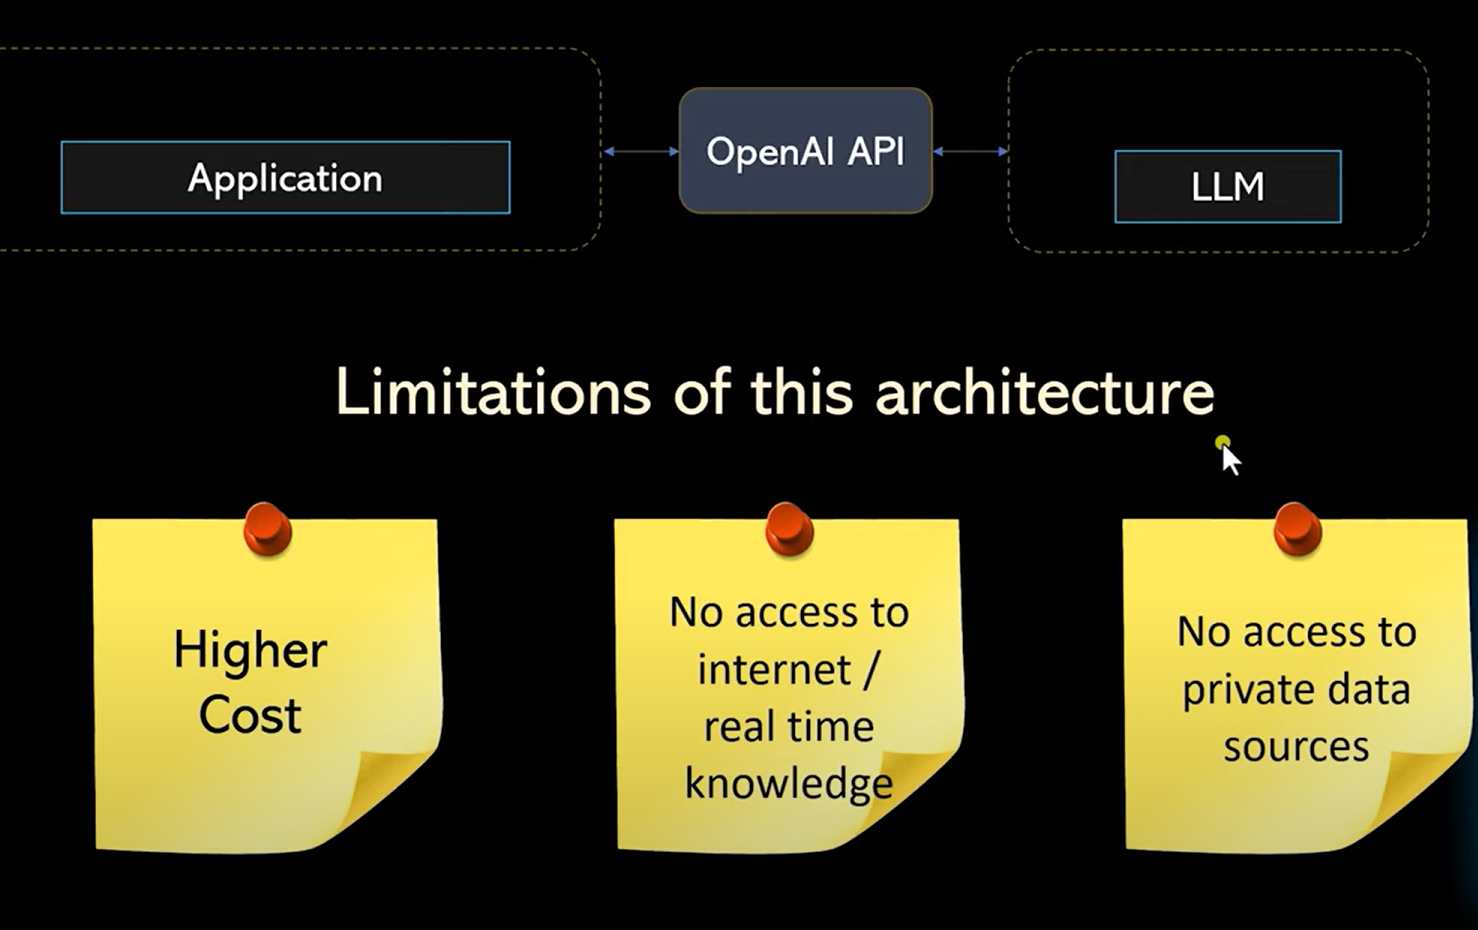 Application
OpenAI API
LLM
Limitations of this architecture
Higher
Cost
No access to
internet /
real time
knowledge
No access to
private data
sources